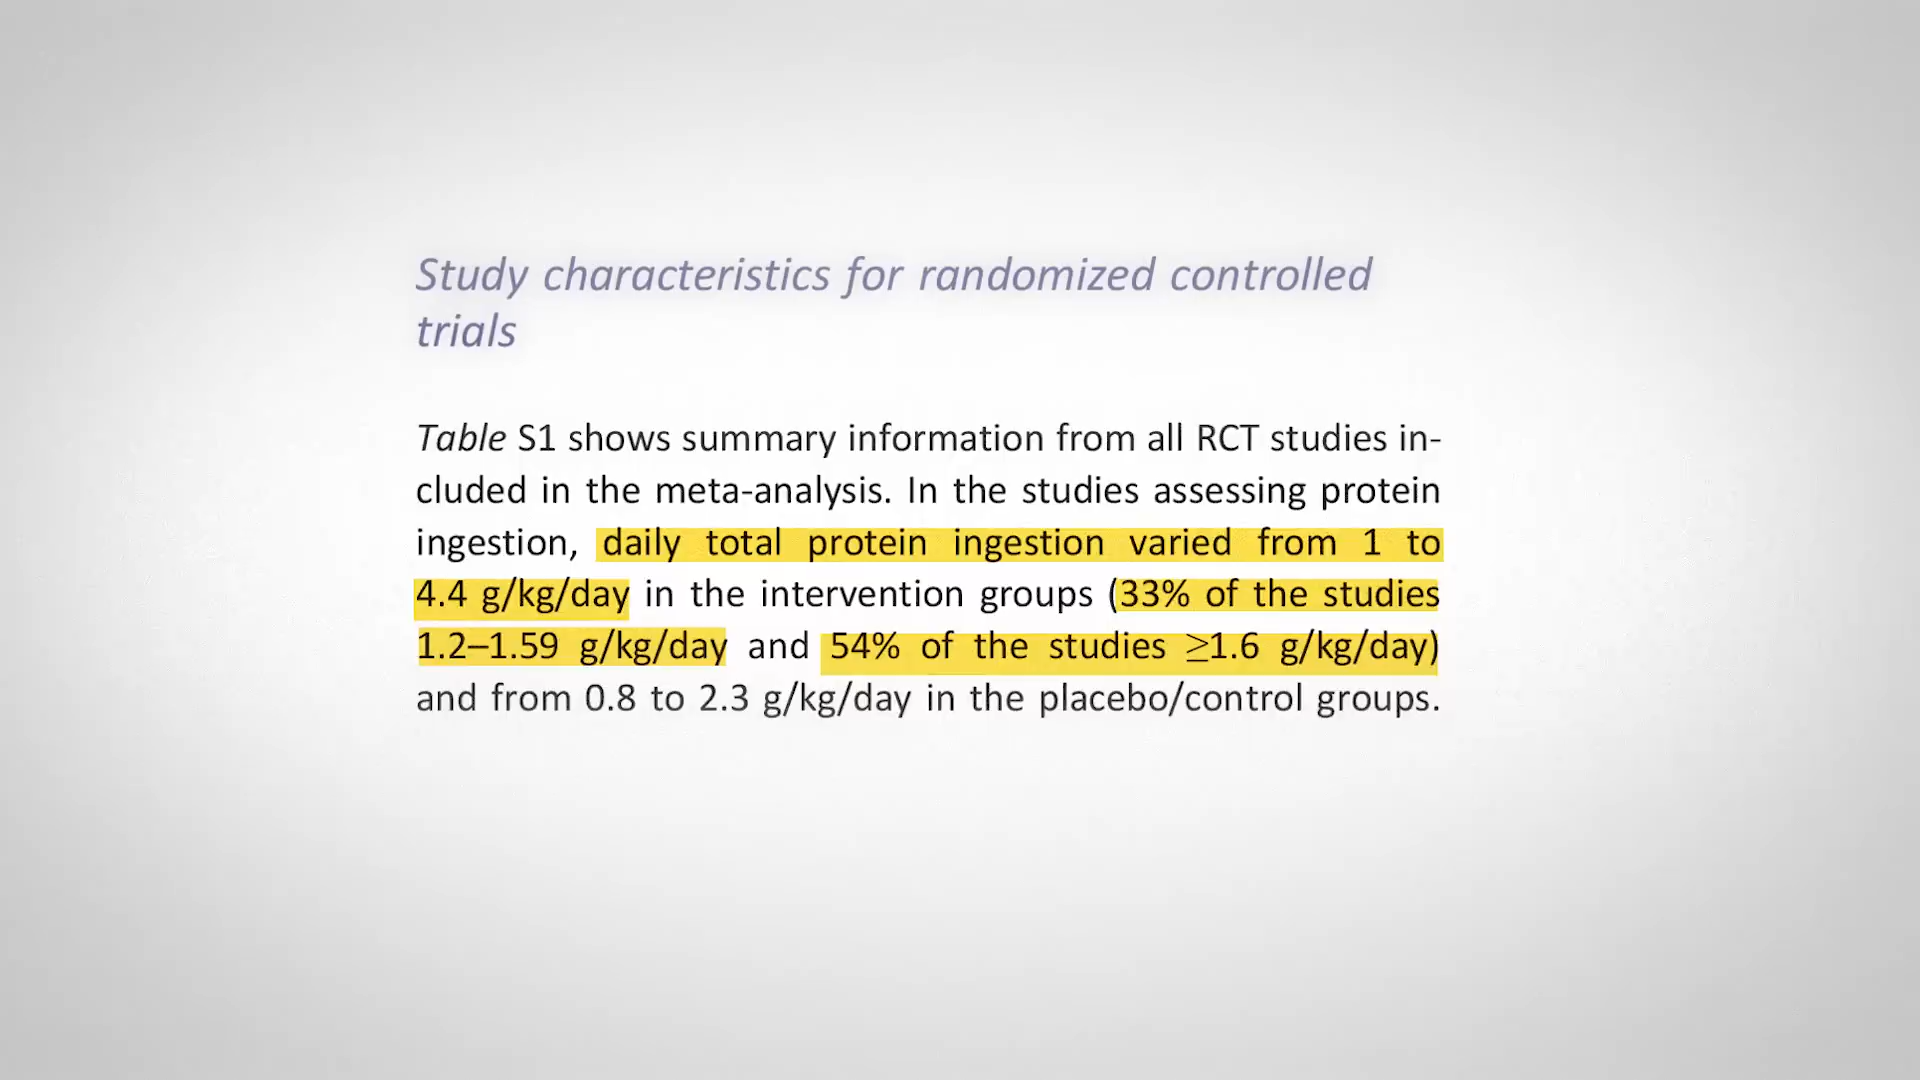 Study characteristics for randomized controlled
trials
Table S1 shows summary information from all RCT studies in-
cluded in the meta-analysis. In the studies assessing protein
ingestion, daily total protein ingestion varied from 1 to
4.4 g/kg/day in the intervention groups (33% of the studies
1.2–1.59 g/kg/day and 54% of the studies ≥1.6 g/kg/day)
and from 0.8 to 2.3 g/kg/day in the placebo/control groups.